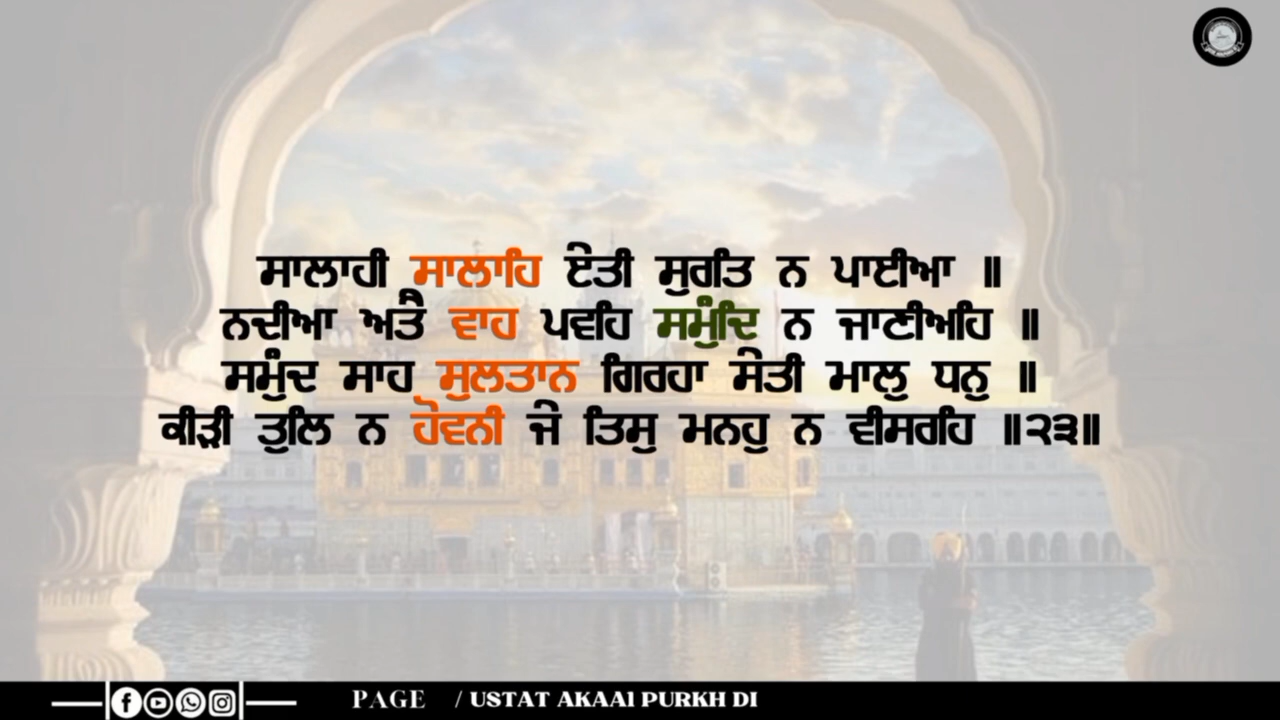 ਸਾਲਾਹੀ ਸਾਲਾਹਿ ਏਤੀ ਸੁਰਤਿ ਨ ਪਾਈਆ ॥
ਨਦੀਆ ਅਤੈ ਵਾਹ ਪਵਹਿ ਸਮੁੰਦਿ ਨ ਜਾਣੀਅਹਿ ॥
ਸਮੁੰਦ ਸਾਹ ਸੁਲਤਾਨ ਗਿਰਹਾ ਸੇਤੀ ਮਾਲੁ ਧਨੁ ॥
ਕੀੜੀ ਤੁਲਿ ਨ ਹੋਵਨੀ ਜੇ ਤਿਸੁ ਮਨਹੁ ਨ ਵੀਸਰਹਿ ॥੨੩॥
PAGE / USTAT AKAAl PURKH DI